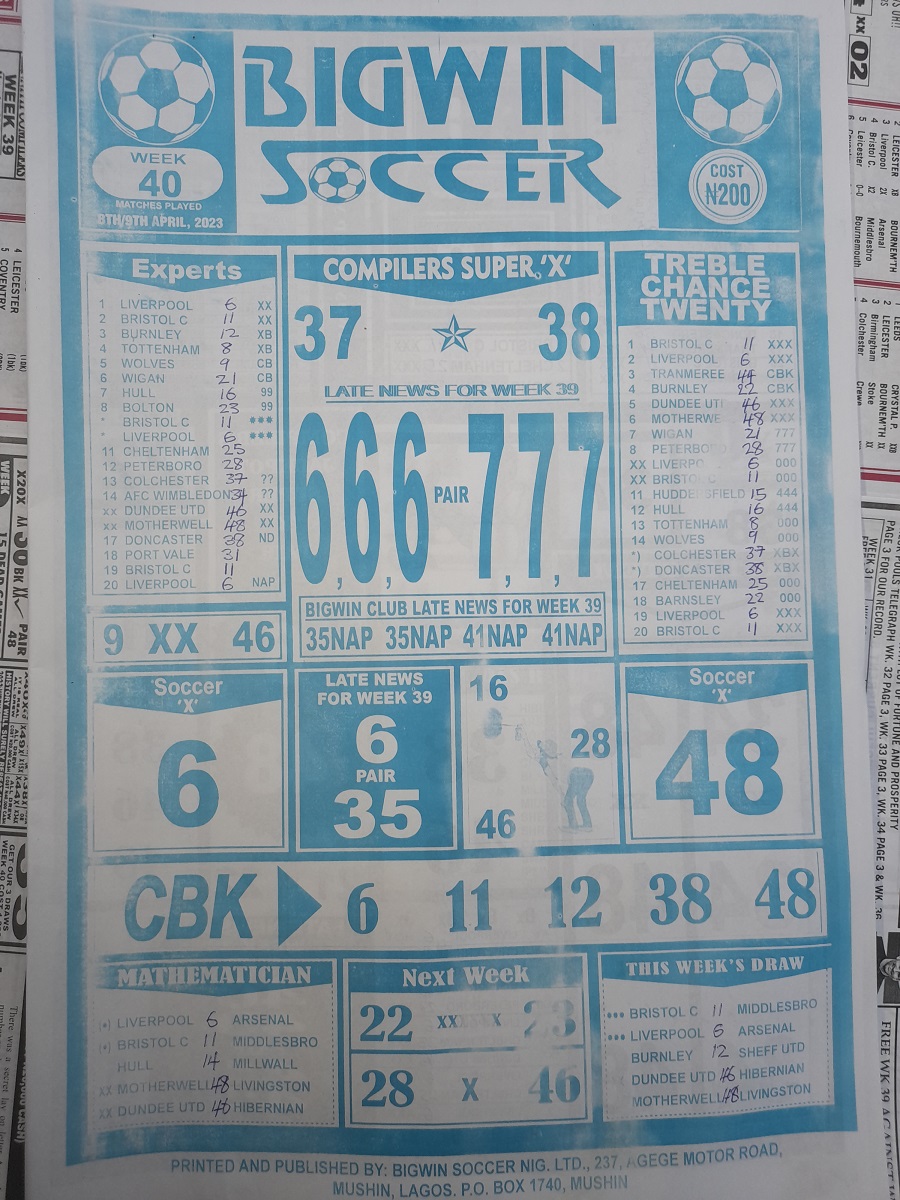 BIGWIN
SOCCER
WEEK
40
MATCHES PLAYED
8TH/9TH APRIL, 2023
COST
₦200
Experts
1 LIVERPOOL 6 XX
2 BRISTOL C 11 XX
3 BURNLEY 12 XB
4 TOTTENHAM 8 XB
5 WOLVES 9 CB
6 WIGAN 21 CB
7 HULL 16 99
8 BOLTON 23 99
* BRISTOL C 11 ***
* LIVERPOOL 6 ***
11 CHELTENHAM 25
12 PETERBORO 28
13 COLCHESTER 37 ??
14 AFC WIMBLEDON 34 ??
xx DUNDEE UTD 46 XX
xx MOTHERWELL 48 XX
17 DONCASTER 38 ND
18 PORT VALE 31
19 BRISTOL C 11
20 LIVERPOOL 6 NAP
9 XX 46
COMPILERS SUPER 'X'
37 38
LATE NEWS FOR WEEK 39
6,6,6 PAIR 7,7,7
BIGWIN CLUB LATE NEWS FOR WEEK 39
35NAP 35NAP 41NAP 41NAP
TREBLE
CHANCE
TWENTY
1 BRISTOL C 11 XXX
2 LIVERPOOL 6 XXX
3 TRANMEREE 44 CBK
4 BURNLEY 22 CBK
5 DUNDEE UTI 46 XXX
6 MOTHERWE 48 XXX
7 WIGAN 21 777
8 PETERBO 28 777
XX LIVERPO 6 000
XX BRISTOL 11 000
11 HUDDERSFIELD 15 444
12 HULL 16 444
13 TOTTENHAM 8 000
14 WOLVES 9 000
*) COLCHESTER 37 XBX
*) DONCASTER 38 XBX
17 CHELTENHAM 25 000
18 BARNSLEY 22 000
19 LIVERPOOL 6 XXX
20 BRISTOL C 11 XXX
Soccer
'X'
6
LATE NEWS
FOR WEEK 39
6
PAIR
35
16
28
46
Soccer
'X'
48
CBK 6 11 12 38 48
MATHEMATICIAN
(•) LIVERPOOL 6 ARSENAL
(•) BRISTOL C 11 MIDDLESBRO
HULL 14 MILLWALL
XX MOTHERWELL 48 LIVINGSTON
XX DUNDEE UTD 46 HIBERNIAN
Next Week
22 23
28 X 46
THIS WEEK'S DRAW
••• BRISTOL C 11 MIDDLESBRO
••• LIVERPOOL 6 ARSENAL
BURNLEY 12 SHEFF UTD
DUNDEE UTD 46 HIBERNIAN
MOTHERWELL 48 LIVINGSTON
PRINTED AND PUBLISHED BY: BIGWIN SOCCER NIG. LTD., 237, AGEGE MOTOR ROAD,
MUSHIN, LAGOS. P.O. BOX 1740, MUSHIN
WEEK 39